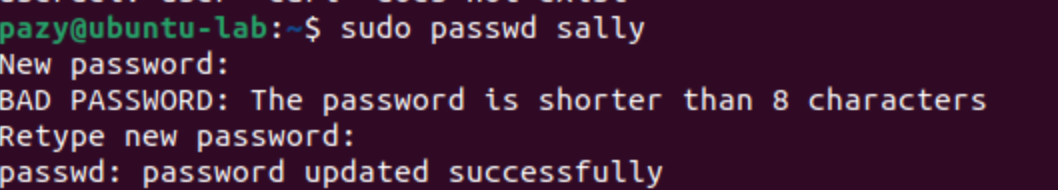 pazy@ubuntu-lab:~$ sudo passwd sally
New password:
BAD PASSWORD: The password is shorter than 8 characters
Retype new password:
passwd: password updated successfully